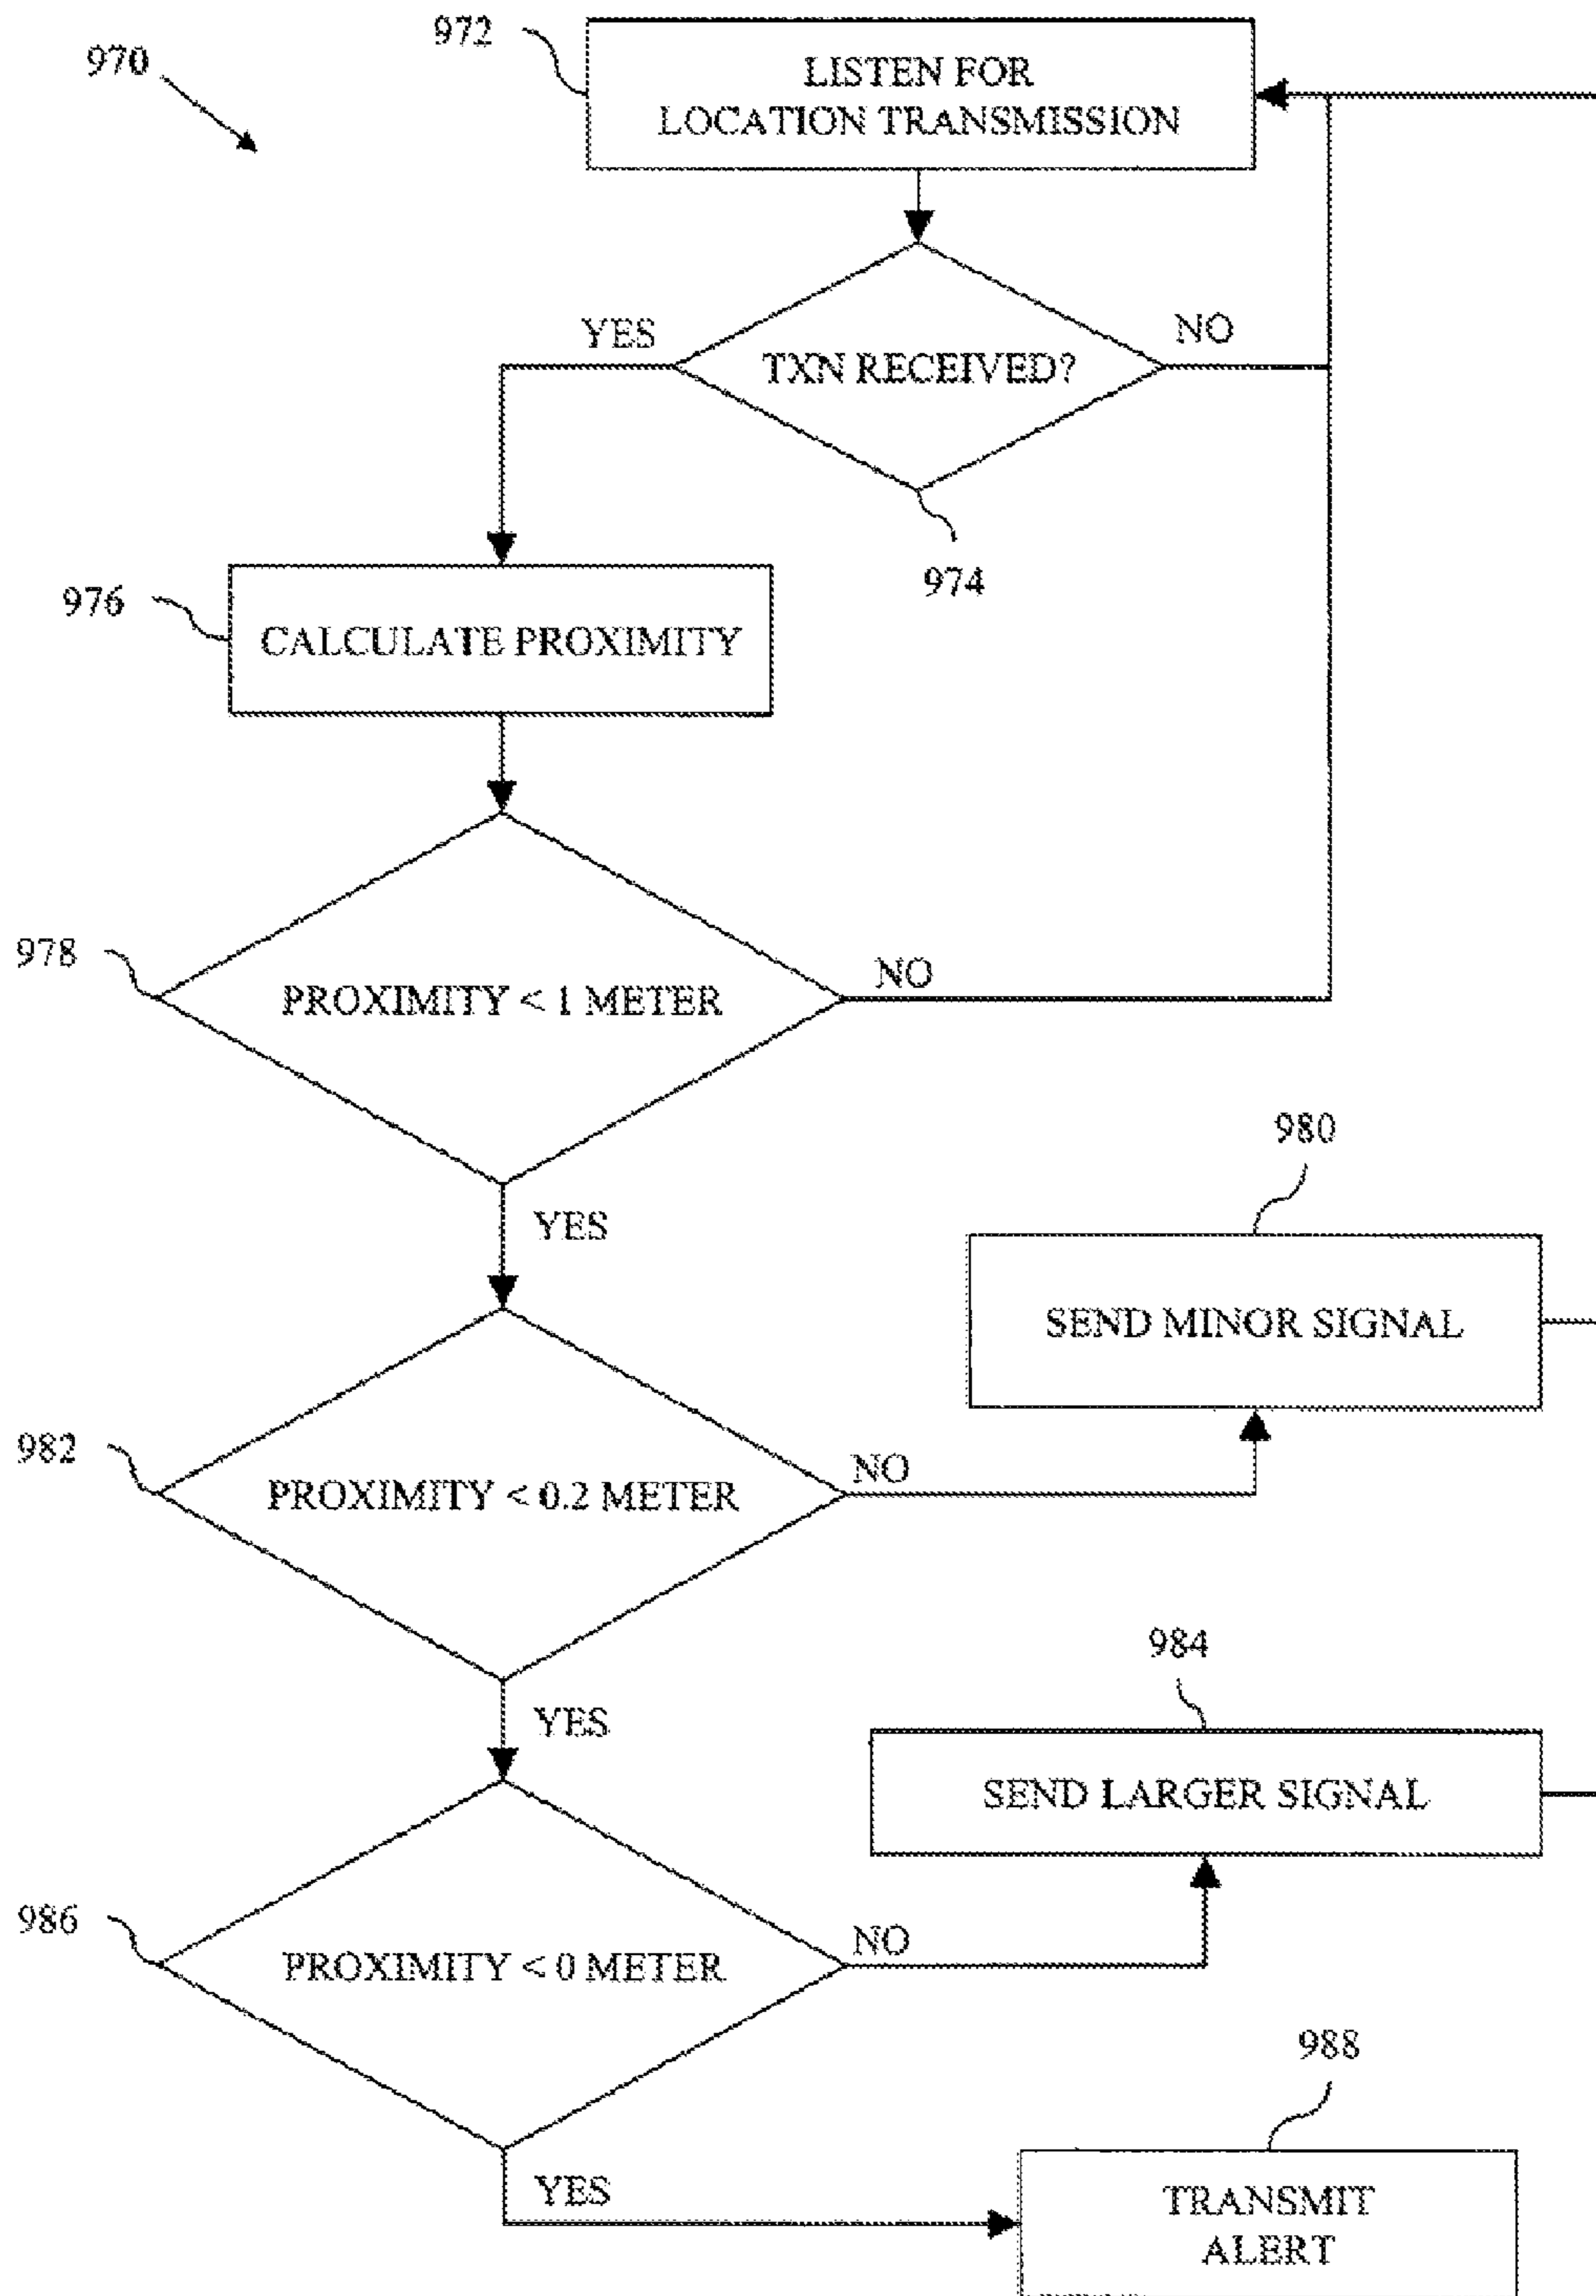 970
972
LISTEN FOR
LOCATION TRANSMISSION
YES
TXN RECEIVED?
NO
974
976
CALCULATE PROXIMITY
978
PROXIMITY < 1 METER
NO
YES
980
SEND MINOR SIGNAL
982
PROXIMITY < 0.2 METER
NO
YES
984
SEND LARGER SIGNAL
986
PROXIMITY < 0 METER
NO
YES
988
TRANSMIT
ALERT